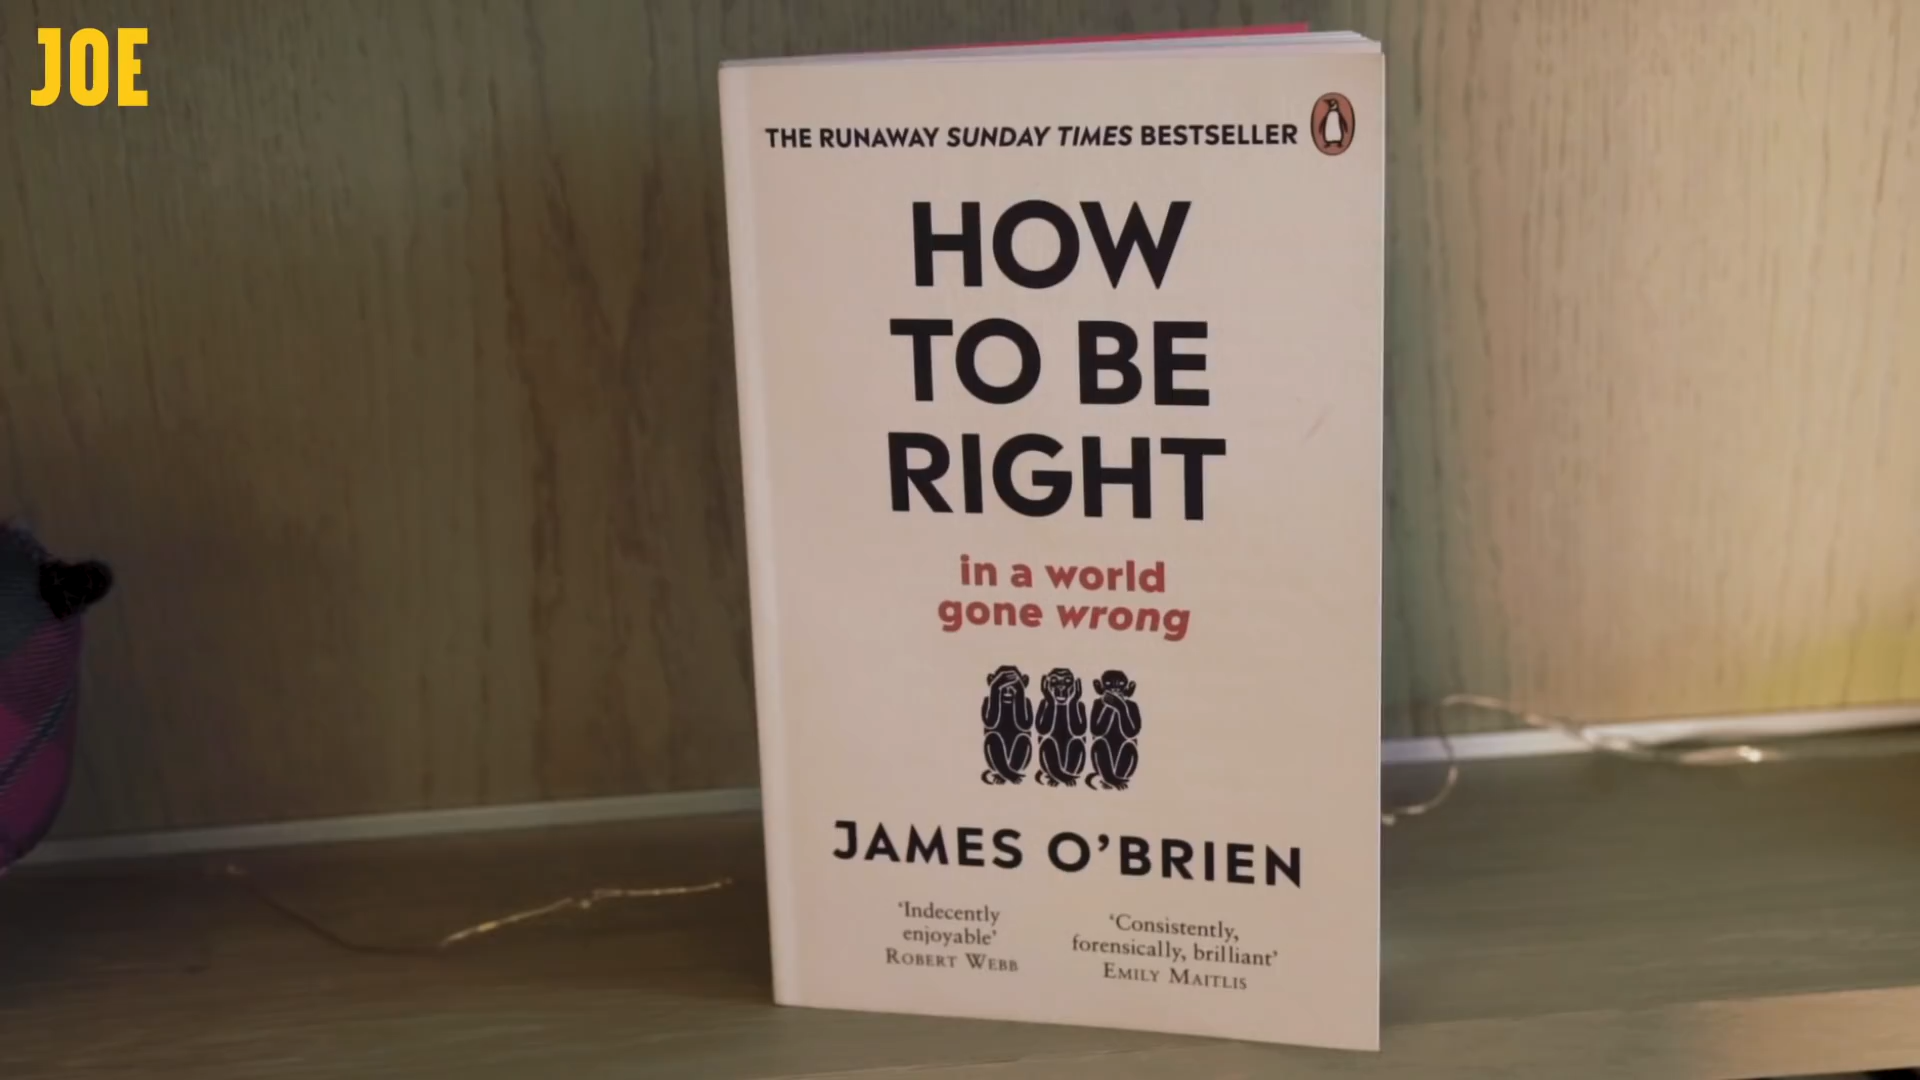 JOE
THE RUNAWAY SUNDAY TIMES BESTSELLER
HOW
TO BE
RIGHT
in a world
gone wrong
JAMES O’BRIEN
‘Indecently
enjoyable’
ROBERT WEBB
‘Consistently,
forensically, brilliant’
EMILY MAITLIS